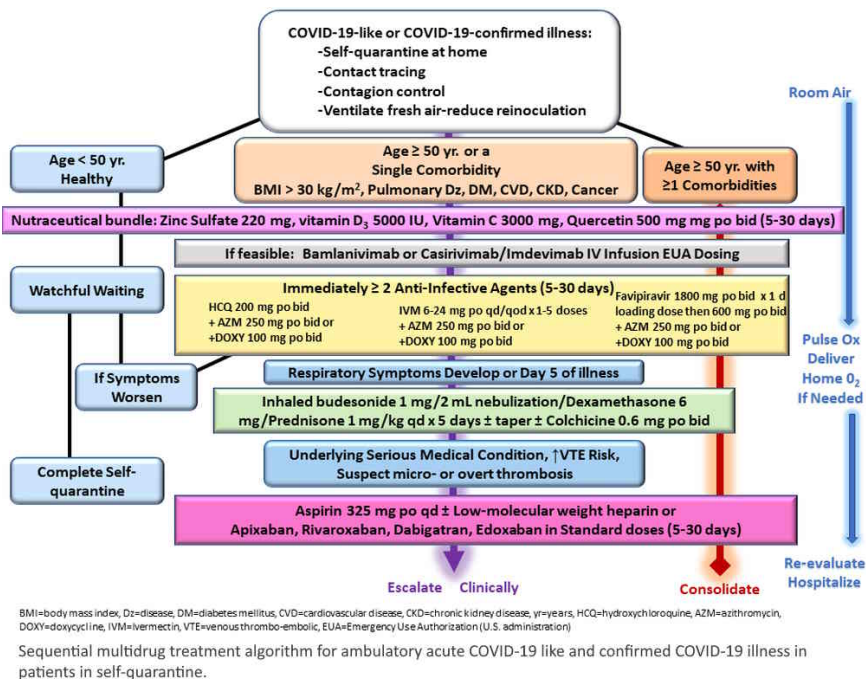 COVID-19-like or COVID-19-confirmed illness:
-Self-quarantine at home
-Contact tracing
-Contagion control
-Ventilate fresh air-reduce reinoculation
Room Air
Age < 50 yr.
Healthy
Age ≥ 50 yr. or a
Single Comorbidity
BMI > 30 kg/m², Pulmonary Dz, DM, CVD, CKD, Cancer
Age ≥ 50 yr. with
≥1 Comorbidities
Nutraceutical bundle: Zinc Sulfate 220 mg, vitamin D₃ 5000 IU, Vitamin C 3000 mg, Quercetin 500 mg mg po bid (5-30 days)
If feasible: Bamlanivimab or Casirivimab/Imdevimab IV Infusion EUA Dosing
Watchful Waiting
Immediately ≥ 2 Anti-Infective Agents (5-30 days)
HCQ 200 mg po bid
+ AZM 250 mg po bid or
+DOXY 100 mg po bid
IVM 6-24 mg po qd/qod x 1-5 doses
+ AZM 250 mg po bid or
+DOXY 100 mg po bid
Favipiravir 1800 mg po bid x 1 d
loading dose then 600 mg po bid
+ AZM 250 mg po bid or
+DOXY 100 mg po bid
Pulse Ox
Deliver
Home 0₂
If Needed
If Symptoms
Worsen
Respiratory Symptoms Develop or Day 5 of illness
Inhaled budesonide 1 mg/2 mL nebulization/Dexamethasone 6
mg/Prednisone 1 mg/kg qd x 5 days ± taper ± Colchicine 0.6 mg po bid
Underlying Serious Medical Condition, ↑VTE Risk,
Suspect micro- or overt thrombosis
Complete Self-
quarantine
Aspirin 325 mg po qd ± Low-molecular weight heparin or
Apixaban, Rivaroxaban, Dabigatran, Edoxaban in Standard doses (5-30 days)
Re-evaluate
Hospitalize
Escalate Clinically
Consolidate
BMI=body mass index, Dz=disease, DM=diabetes mellitus, CVD=cardiovascular disease, CKD=chronic kidney disease, yr=years, HCQ=hydroxychloroquine, AZM=azithromycin,
DOXY=doxycycline, IVM=Ivermectin, VTE=venous thrombo-embolic, EUA=Emergency Use Authorization (U.S. administration)
Sequential multidrug treatment algorithm for ambulatory acute COVID-19 like and confirmed COVID-19 illness in
patients in self-quarantine.